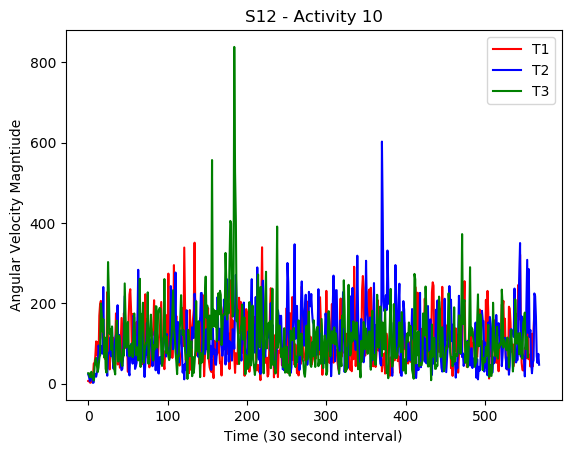 S12 - Activity 10
T1
T2
T3
800
600
400
200
0
Angular Velocity Magntiude
0 100 200 300 400 500
Time (30 second interval)